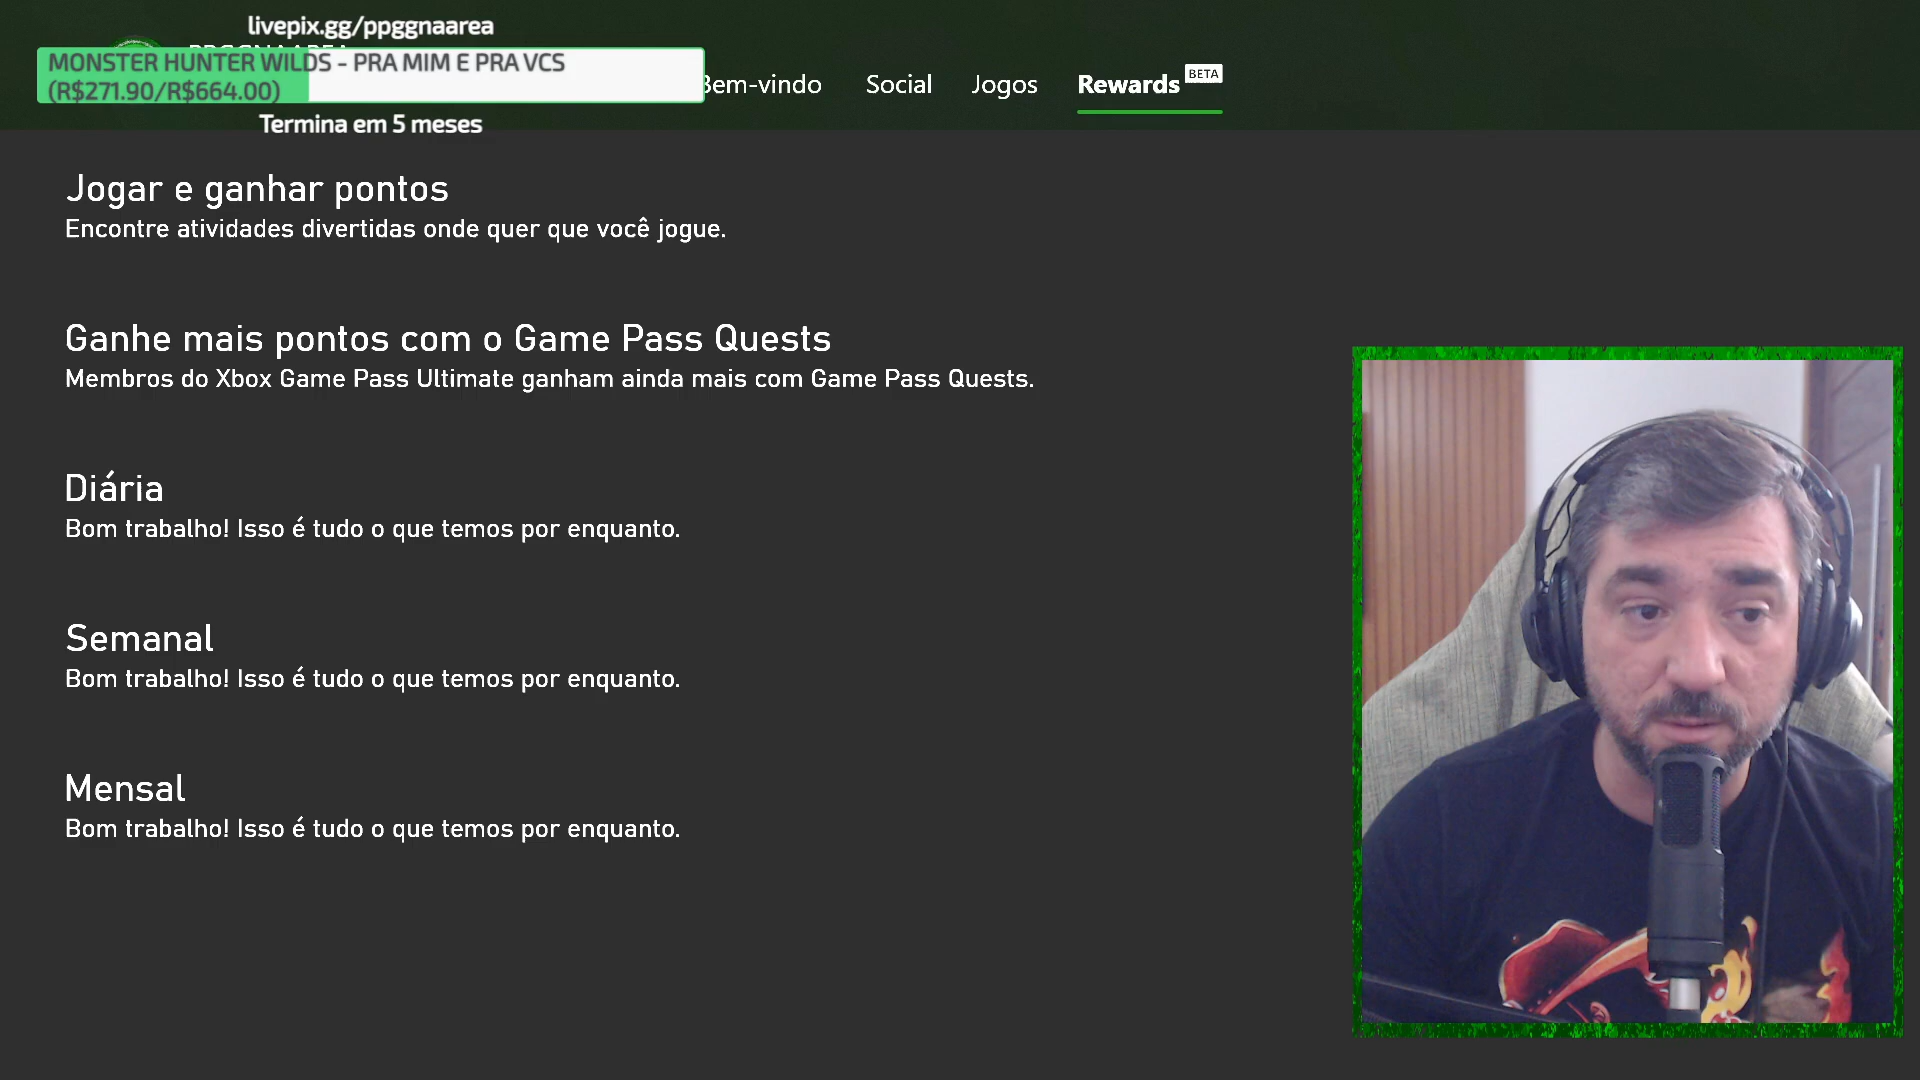 livepix.gg/ppggnaarea
PPGGNAAREA
MONSTER HUNTER WILDS - PRA MIM E PRA VCS
(R$271.90/R$664.00)
Termina em 5 meses
Bem-vindo
Social
Jogos
Rewards BETA
Jogar e ganhar pontos
Encontre atividades divertidas onde quer que você jogue.
Ganhe mais pontos com o Game Pass Quests
Membros do Xbox Game Pass Ultimate ganham ainda mais com Game Pass Quests.
Diária
Bom trabalho! Isso é tudo o que temos por enquanto.
Semanal
Bom trabalho! Isso é tudo o que temos por enquanto.
Mensal
Bom trabalho! Isso é tudo o que temos por enquanto.